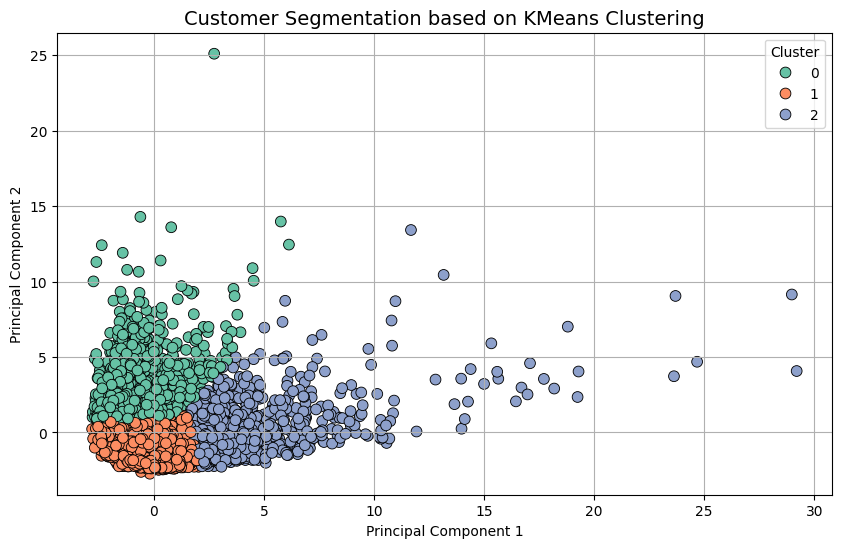 Customer Segmentation based on KMeans Clustering
Cluster
0
1
2
25
20
15
10
5
0
Principal Component 2
0 5 10 15 20 25 30
Principal Component 1